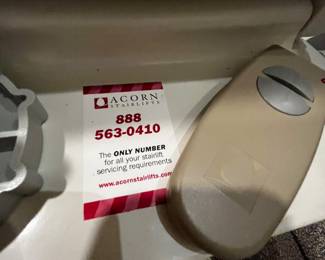 ACORN
STAIRLIFTS
888
563-0410
The ONLY NUMBER
for all your stairlift
servicing requirements
www.acornstairlifts.com